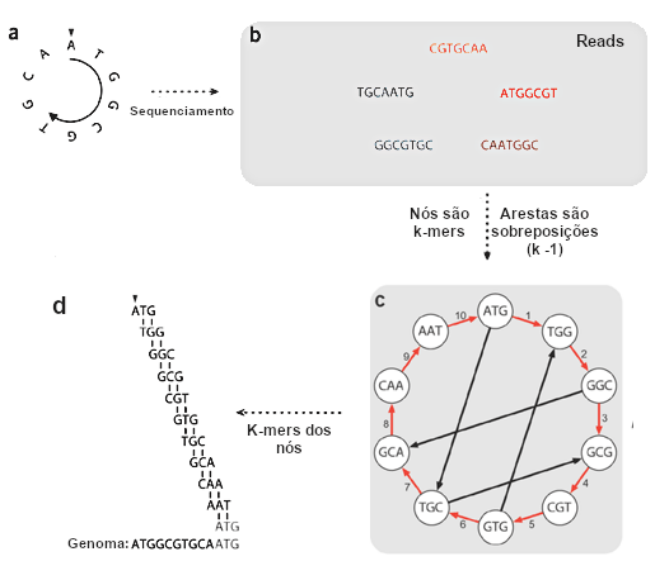 a
A
T
G
G
C
G
T
G
C
A
Sequenciamento
b
Reads
CGTGCAA
TGCAATG
ATGGCGT
GGCGTGC
CAATGGC
Nós são
k-mers
Arestas são
sobreposições
(k -1)
c
ATG
TGG
GGC
GCG
CGT
GTG
TGC
GCA
CAA
AAT
1
2
3
4
5
6
7
8
9
10
K-mers dos
nós
d
ATG
TGG
GGC
GCG
CGT
GTG
TGC
GCA
CAA
AAT
ATG
Genoma: ATGGCGTGCAATG